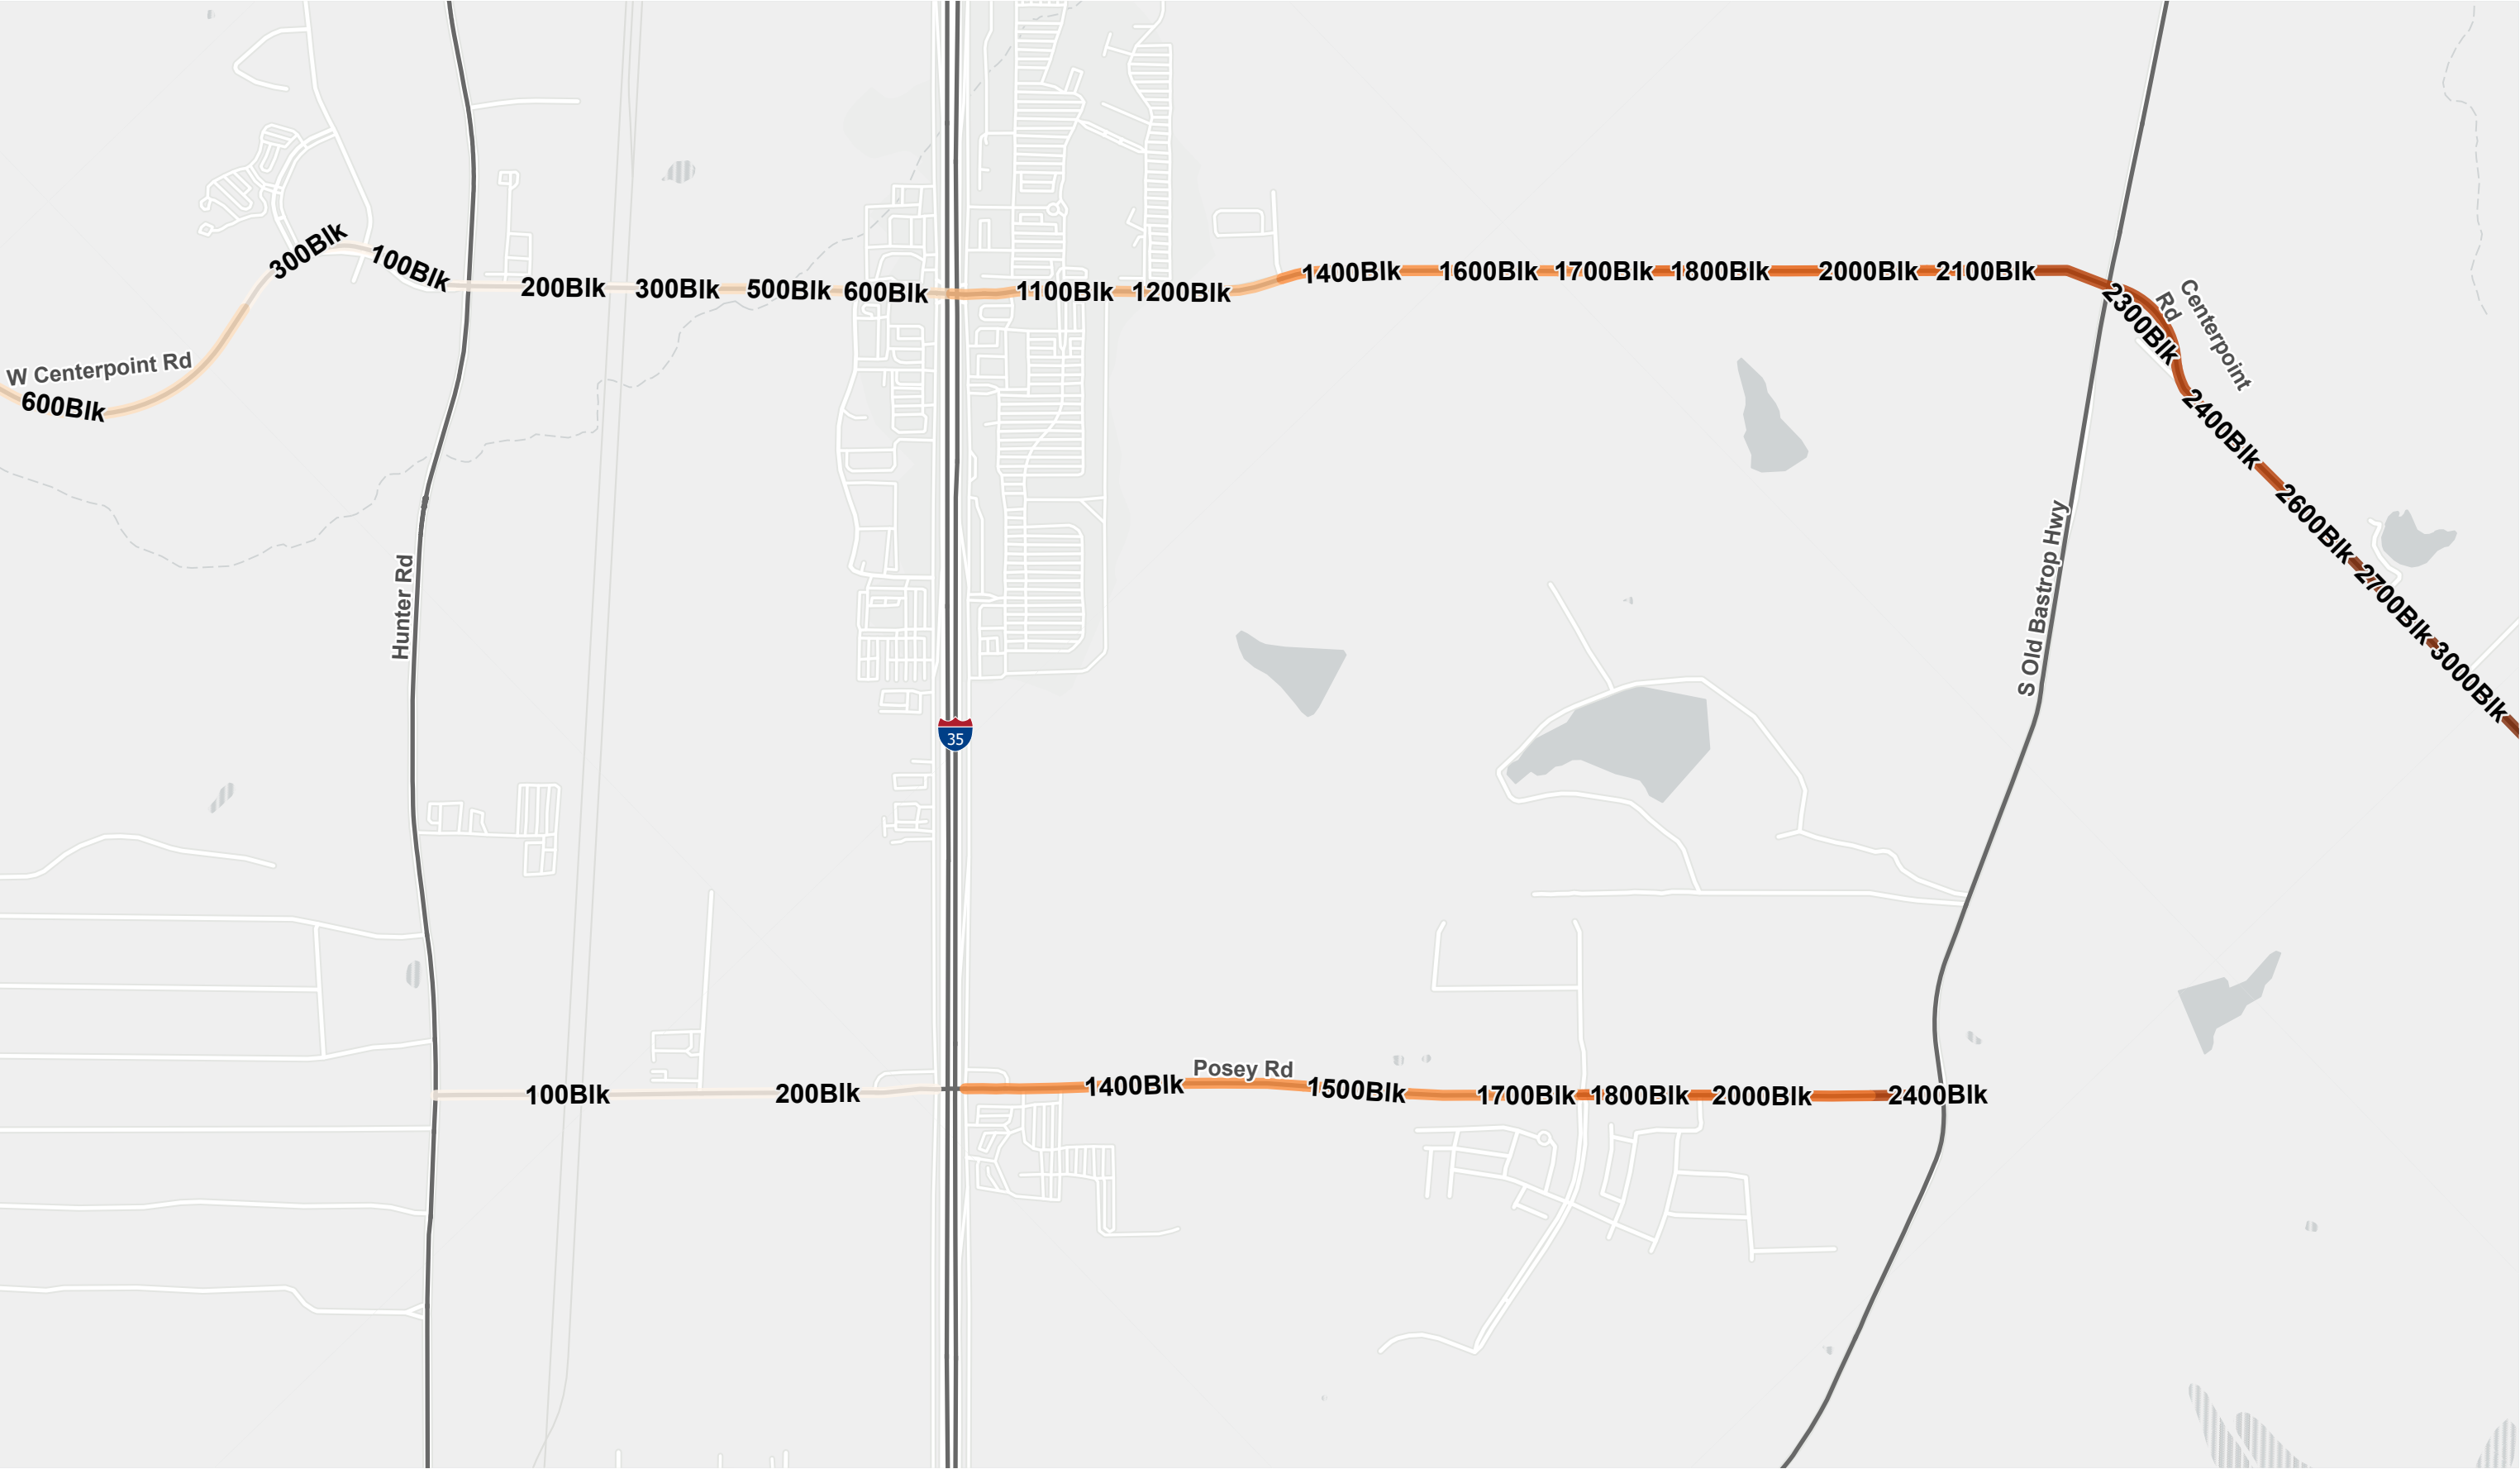 300Blk
100Blk
200Blk
300Blk
500Blk
600Blk
1100Blk
1200Blk
1400Blk
1600Blk
1700Blk
1800Blk
2000Blk
2100Blk
2300Blk
Centerpoint
Rd
W Centerpoint Rd
600Blk
2400Blk
2600Blk
2700Blk
3000Blk
Hunter Rd
S Old Bastrop Hwy
35
Posey Rd
100Blk
200Blk
1400Blk
1500Blk
1700Blk
1800Blk
2000Blk
2400Blk